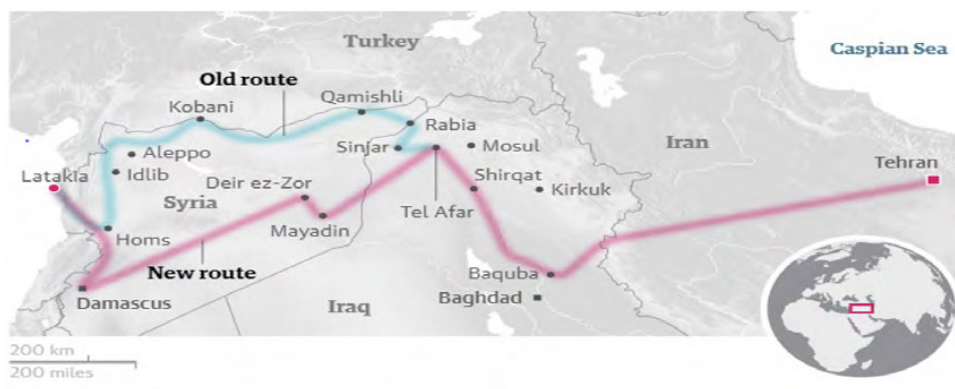 Turkey
Caspian Sea
Old route
Kobani
Qamishli
Rabia
Aleppo
Sinjar
Mosul
Iran
Idlib
Tehran
Latakia
Deir ez-Zor
Shirqat
Kirkuk
Syria
Tel Afar
Homs
Mayadin
New route
Baquba
Damascus
Iraq
Baghdad
200 km
200 miles